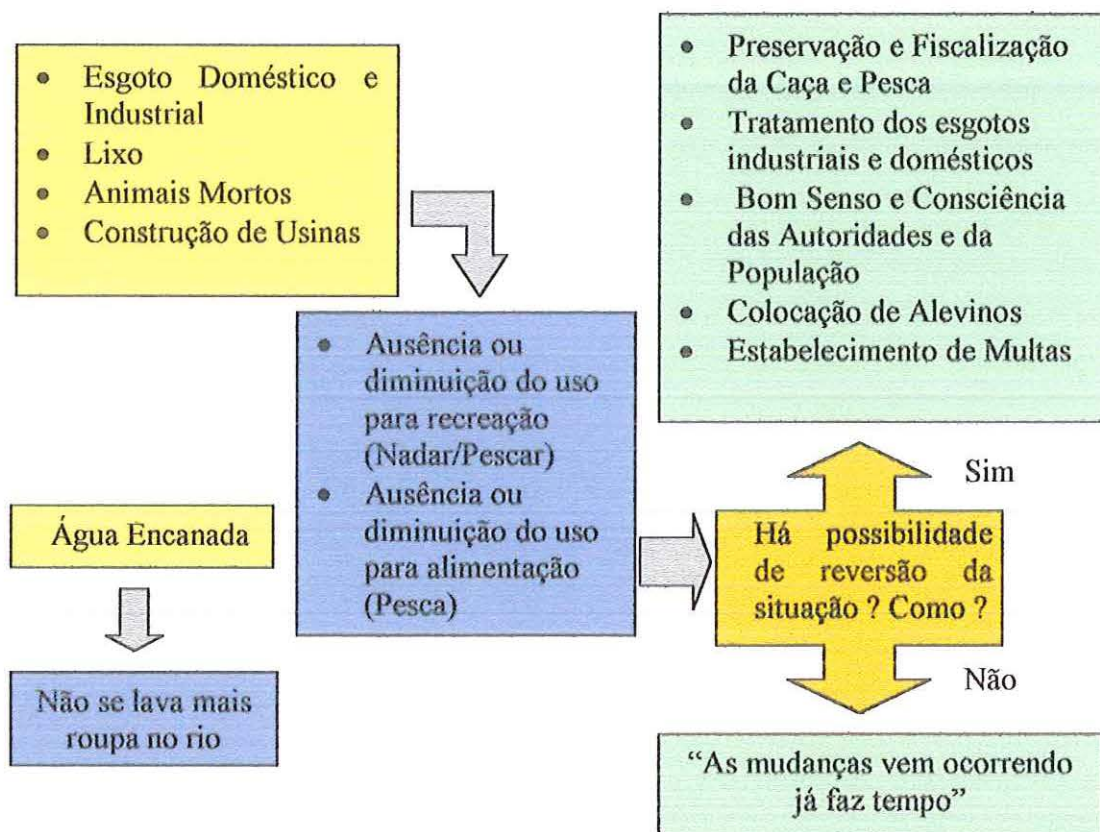 Esgoto Doméstico e
Industrial
Lixo
Animais Mortos
Construção de Usinas
Preservação e Fiscalização
da Caça e Pesca
Tratamento dos esgotos
industriais e domésticos
Bom Senso e Consciência
das Autoridades e da
População
Colocação de Alevinos
Estabelecimento de Multas
Ausência ou
diminuição do uso
para recreação
(Nadar/Pescar)
Ausência ou
diminuição do uso
para alimentação
(Pesca)
Água Encanada
Não se lava mais
roupa no rio
Sim
Há possibilidade
de reversão da
situação ? Como ?
Não
“As mudanças vem ocorrendo
já faz tempo”